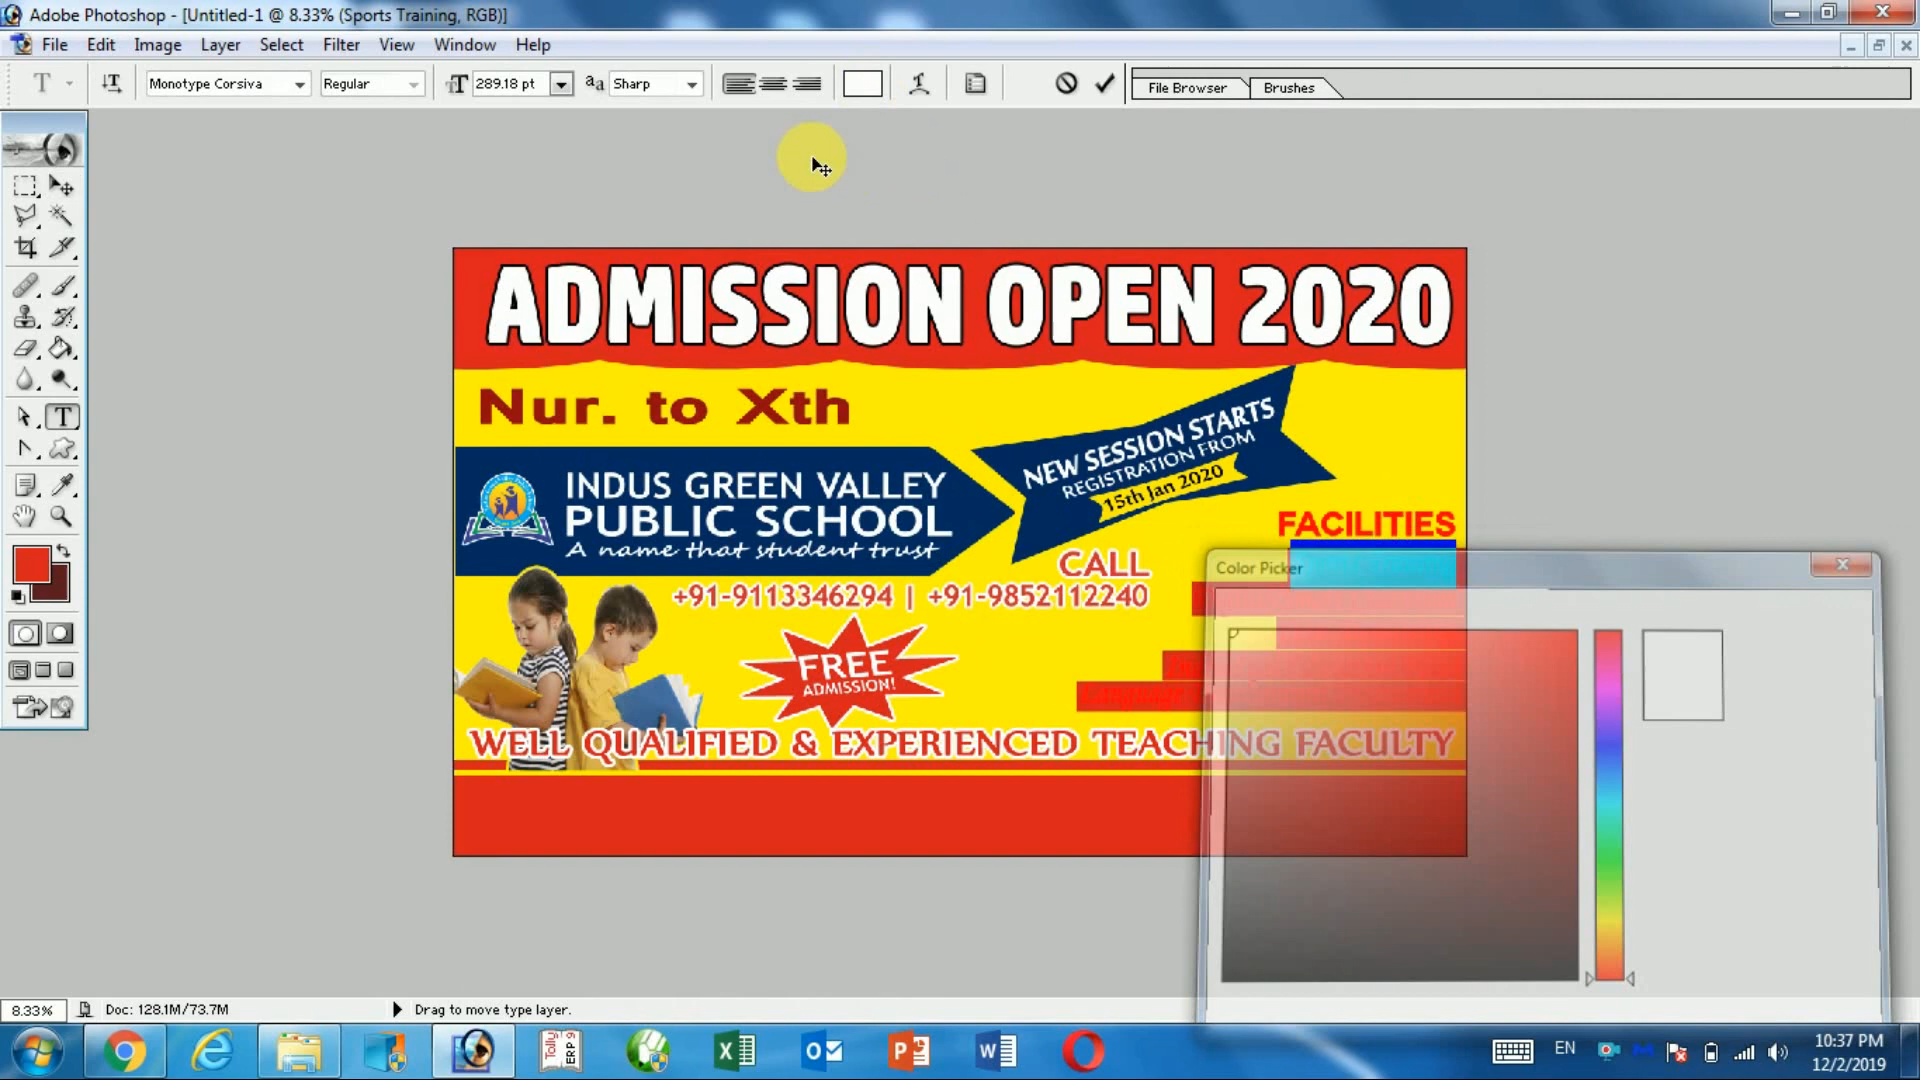 Adobe Photoshop - [Untitled-1 @ 8.33% (Sports Training, RGB)]
File Edit Image Layer Select Filter View Window Help
Monotype Corsiva Regular 289.18 pt Sharp
File Browser Brushes
ADMISSION OPEN 2020
Nur. to Xth
NEW SESSION STARTS
REGISTRATION FROM
15th Jan 2020
INDUS GREEN VALLEY
PUBLIC SCHOOL
A name that student trust
FACILITIES
CALL
+91-9113346294 | +91-9852112240
Color Picker
FREE
ADMISSION!
WELL QUALIFIED & EXPERIENCED TEACHING FACULTY
8.33% Doc: 128.1M/73.7M Drag to move type layer.
Tally
ERP 9
EN
10:37 PM
12/2/2019